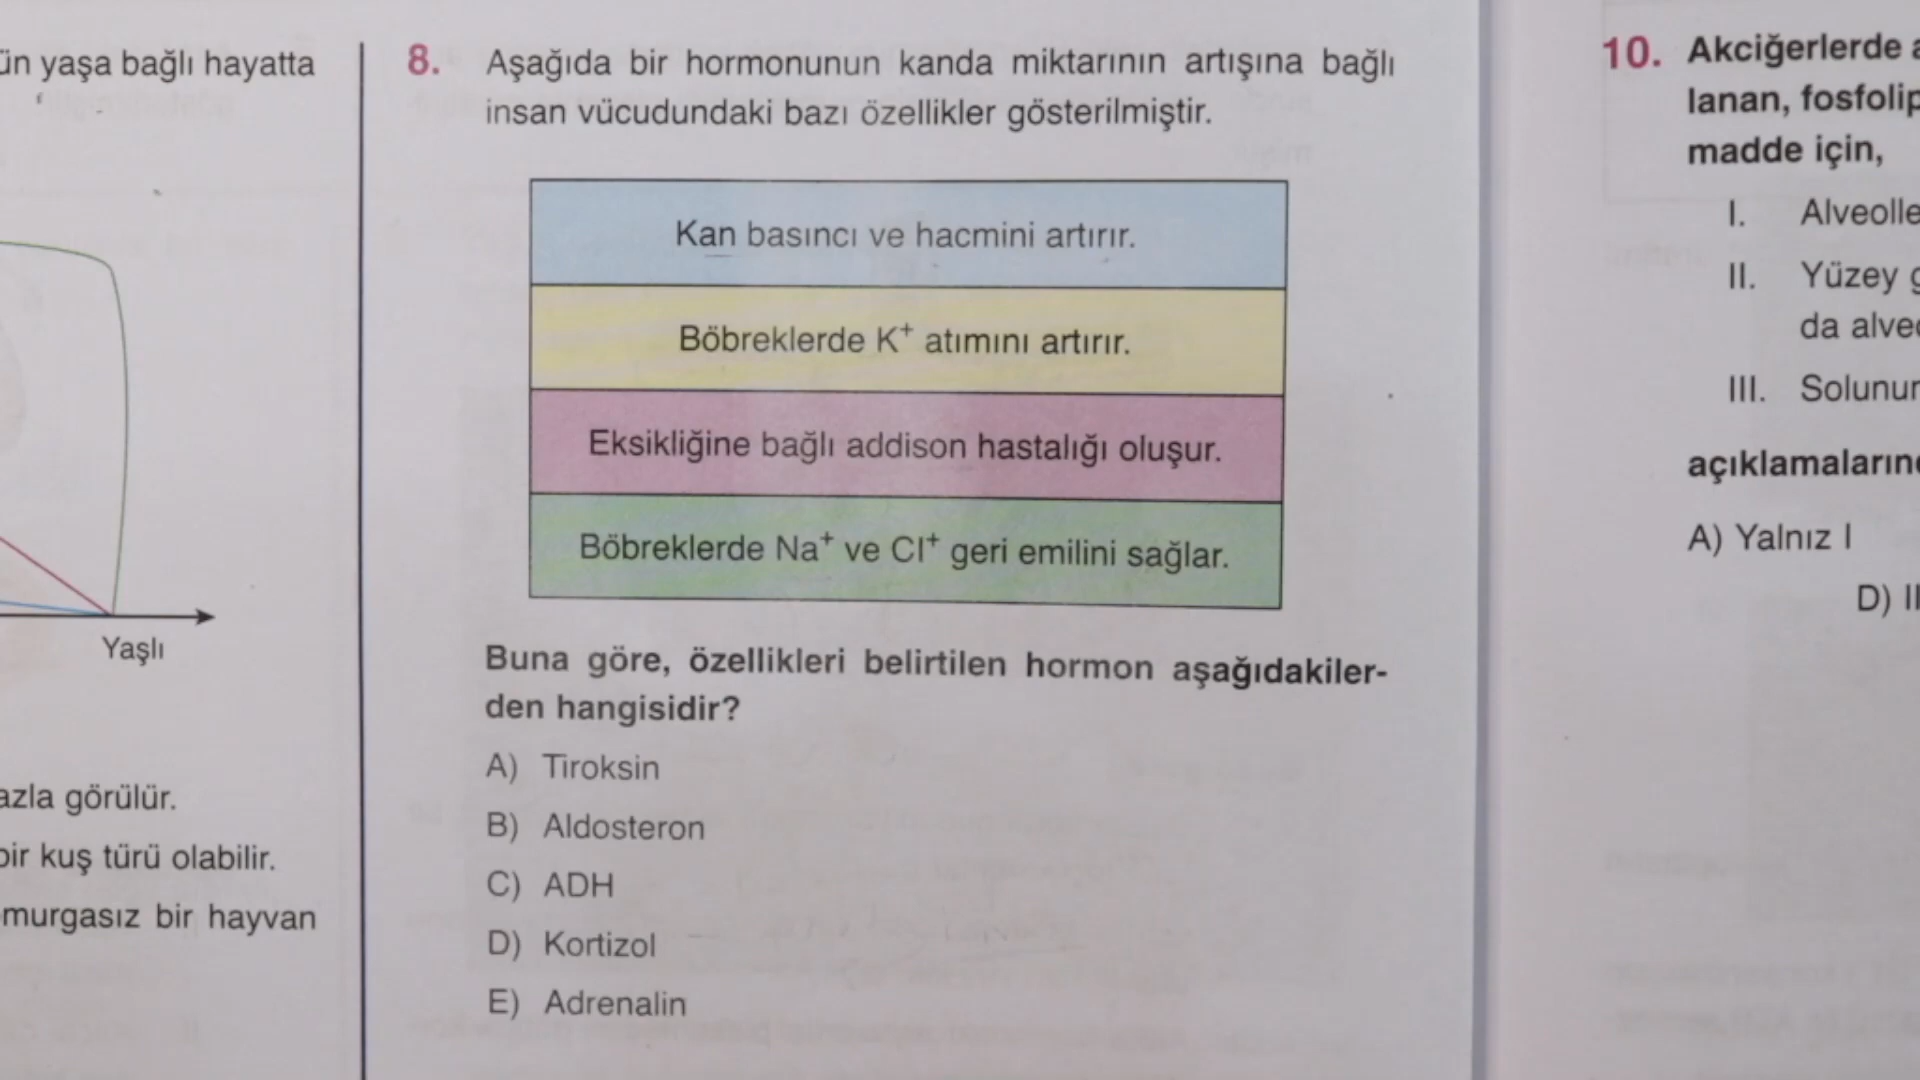 ün yaşa bağlı hayatta
Yaşlı
azla görülür.
bir kuş türü olabilir.
murgasız bir hayvan
8. Aşağıda bir hormonunun kanda miktarının artışına bağlı
insan vücudundaki bazı özellikler gösterilmiştir.
Kan basıncı ve hacmini artırır.
Böbreklerde K⁺ atımını artırır.
Eksikliğine bağlı addison hastalığı oluşur.
Böbreklerde Na⁺ ve Cl⁺ geri emilini sağlar.
Buna göre, özellikleri belirtilen hormon aşağıdakiler-
den hangisidir?
A) Tiroksin
B) Aldosteron
C) ADH
D) Kortizol
E) Adrenalin
10. Akciğerlerde
lanan, fosfolip
madde için,
I. Alveolle
II. Yüzey
da alve
III. Solunu
açıklamaların
A) Yalnız I
D) II